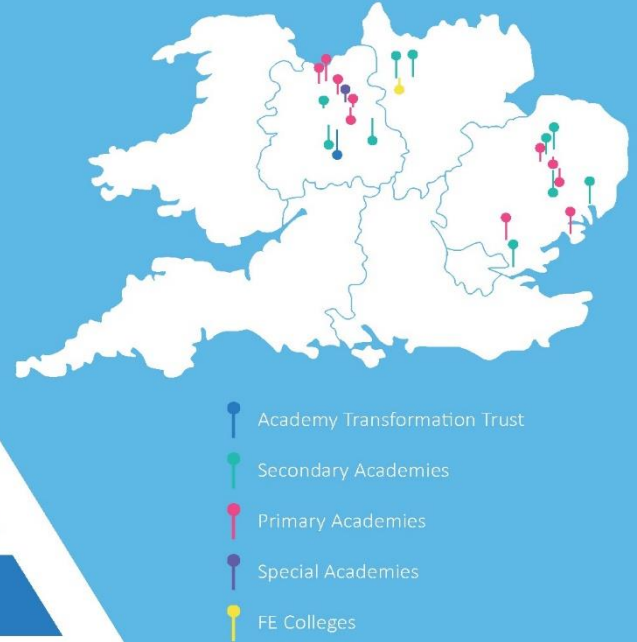 Academy Transformation Trust
Secondary Academies
Primary Academies
Special Academies
FE Colleges